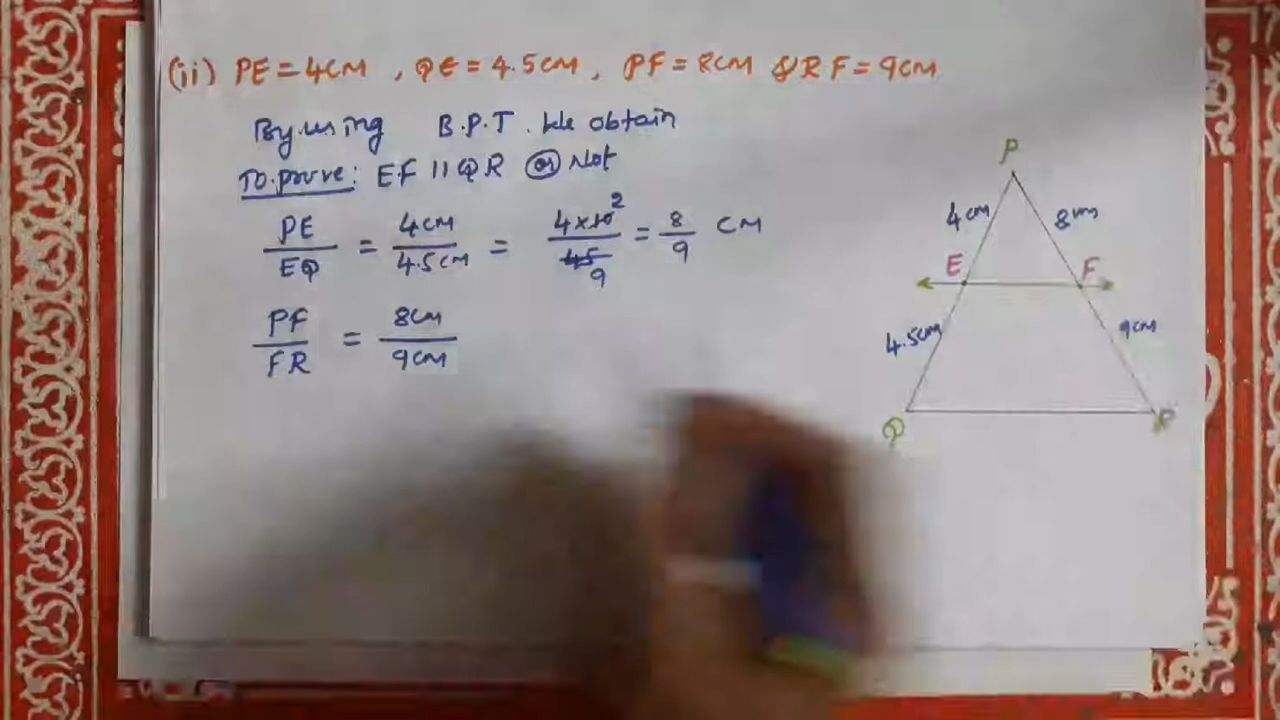 (ii) PE = 4CM , QE = 4.5CM , PF = 8CM & RF = 9CM
By using B.P.T. We obtain
To prove: EF || QR or Not
PE/EQ = 4CM/4.5CM = 4×10 2/45 9 = 8/9 CM
PF/FR = 8CM/9CM
P
4cm 8cm
E F
4.5cm 9cm
Q R